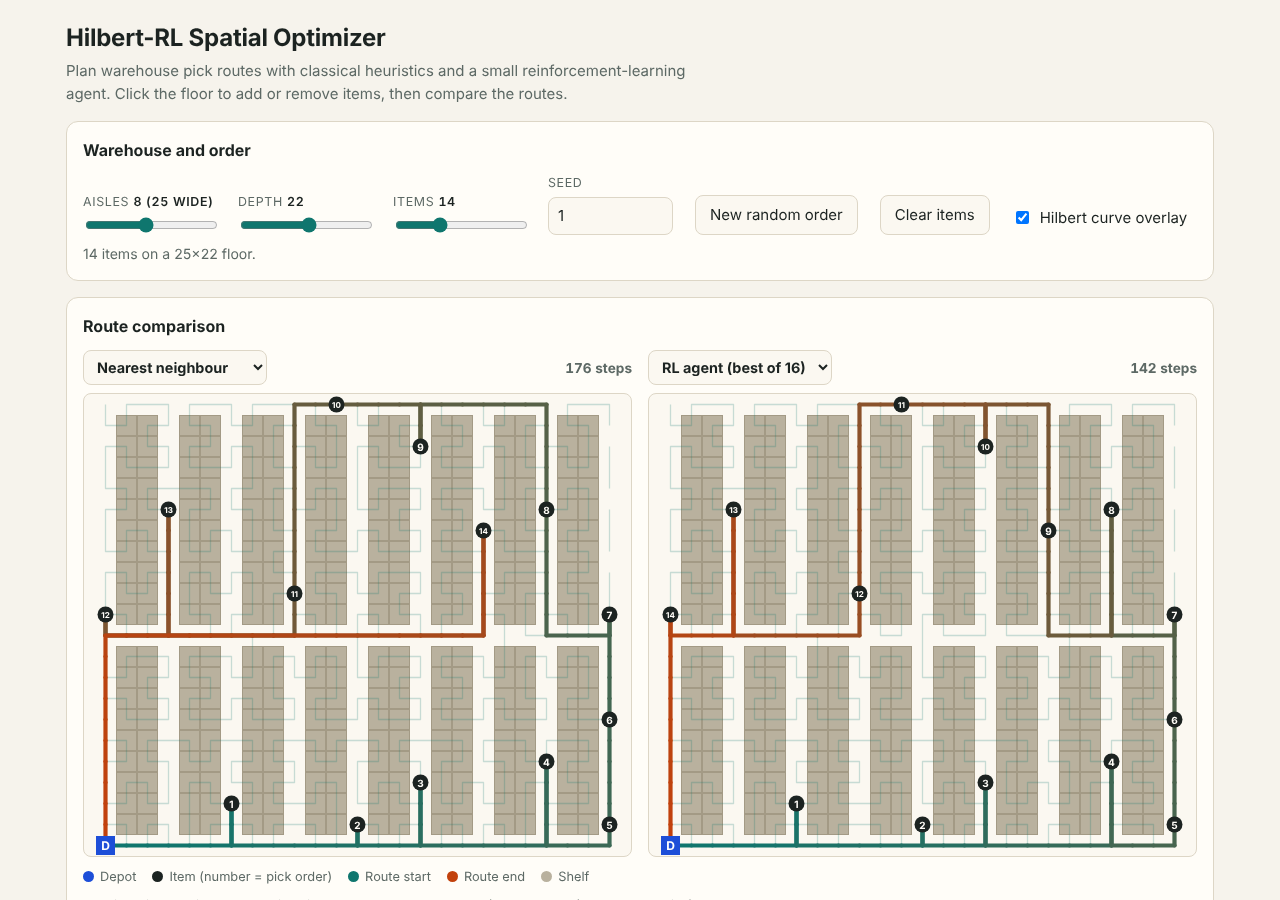 Hilbert-RL Spatial Optimizer
Plan warehouse pick routes with classical heuristics and a small reinforcement-learning
agent. Click the floor to add or remove items, then compare the routes.
Warehouse and order
AISLES 8 (25 WIDE)
DEPTH 22
ITEMS 14
SEED
1
New random order
Clear items
Hilbert curve overlay
14 items on a 25×22 floor.
Route comparison
Nearest neighbour
176 steps
RL agent (best of 16)
142 steps
10
9
13
8
14
11
12
7
6
4
3
1
2
5
D
11
10
13
8
9
12
14
7
6
4
3
1
2
5
D
Depot
Item (number = pick order)
Route start
Route end
Shelf